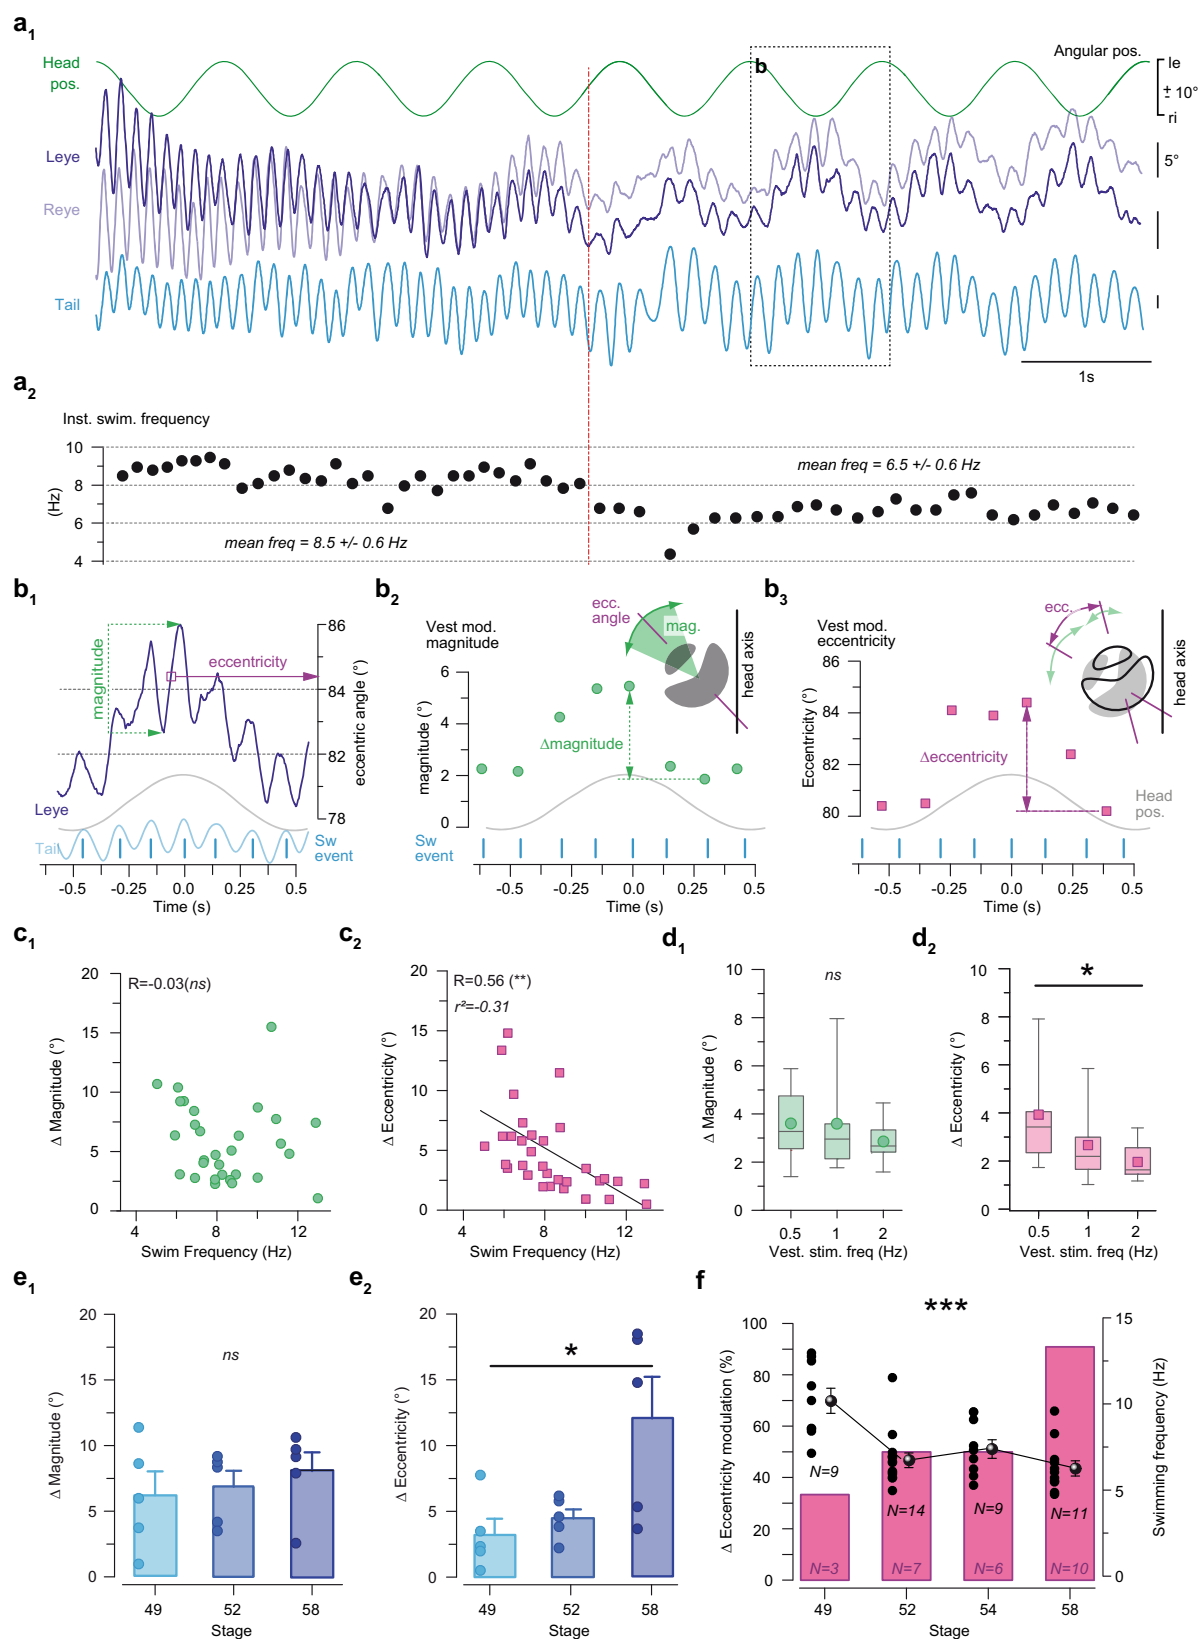 a1
Head pos.
b
Angular pos.
le
± 10°
ri
Leye
5°
Reye
Tail
1s
a2
Inst. swim. frequency
10
8
6
4
(Hz)
mean freq = 6.5 +/- 0.6 Hz
mean freq = 8.5 +/- 0.6 Hz
b1
magnitude
eccentricity
86
84
82
78
eccentric angle (°)
Leye
Tail
Sw event
-0.5 -0.25 0.0 0.25 0.5
Time (s)
b2
Vest mod. magnitude
ecc. angle
mag.
head axis
6
4
2
0
magnitude (°)
Δmagnitude
Sw event
-0.5 -0.25 0.0 0.25 0.5
Time (s)
b3
Vest mod. eccentricity
ecc.
head axis
86
84
82
80
Eccentricity (°)
Δeccentricity
Head pos.
-0.5 -0.25 0.0 0.25 0.5
Time (s)
c1
R=-0.03(ns)
20
15
10
5
0
Δ Magnitude (°)
4 6 8 10 12
Swim Frequency (Hz)
c2
R=0.56 (**)
r²=-0.31
20
15
10
5
0
Δ Eccentricity (°)
4 6 8 10 12
Swim Frequency (Hz)
d1
ns
10
8
6
4
2
0
Δ Magnitude (°)
0.5 1 2
Vest. stim. freq (Hz)
d2
*
10
8
6
4
2
0
Δ Eccentricity (°)
0.5 1 2
Vest. stim. freq (Hz)
e1
ns
20
15
10
5
0
Δ Magnitude (°)
49 52 58
Stage
e2
*
20
15
10
5
0
Δ Eccentricity (°)
49 52 58
Stage
f
***
100
80
60
40
20
0
Δ Eccentricity modulation (%)
15
10
5
0
Swimming frequency (Hz)
N=9
N=14
N=9
N=11
N=3
N=7
N=6
N=10
49 52 54 58
Stage